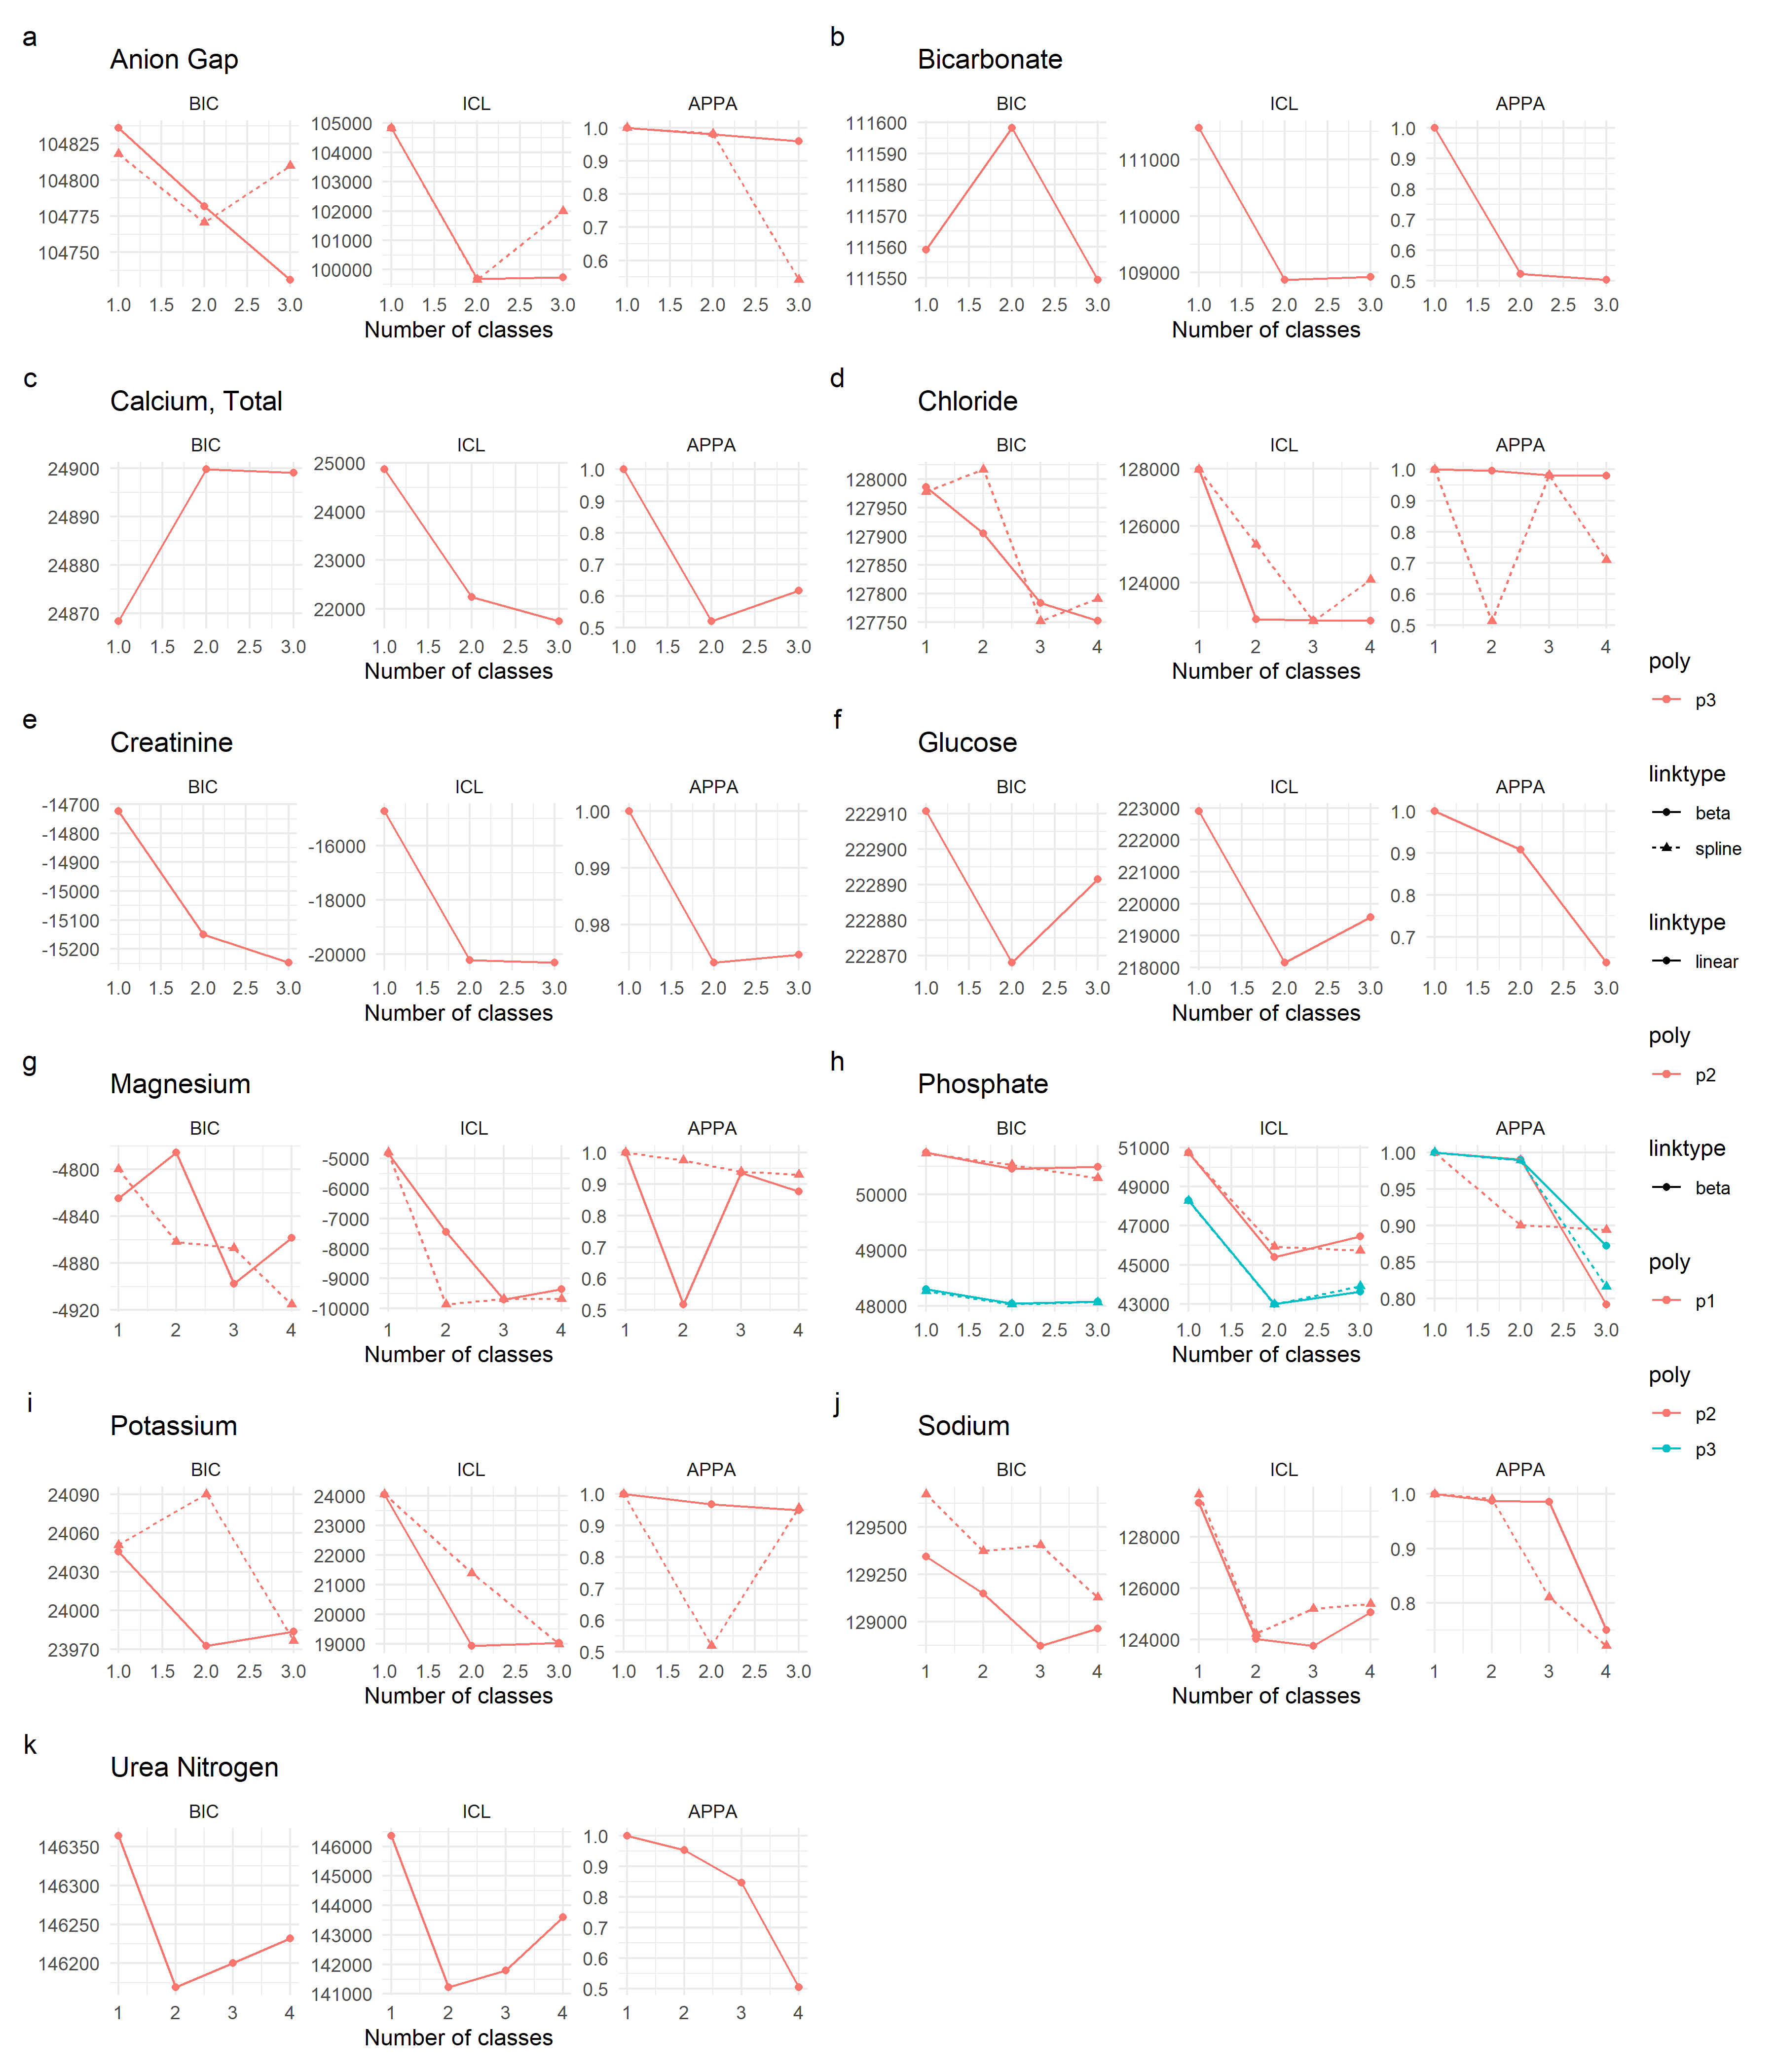 a
Anion Gap
BIC
ICL
APPA
104825
104800
104775
104750
1.0 1.5 2.0 2.5 3.0
105000
104000
103000
102000
101000
100000
1.0 1.5 2.0 2.5 3.0
1.0
0.9
0.8
0.7
0.6
1.0 1.5 2.0 2.5 3.0
Number of classes
b
Bicarbonate
BIC
ICL
APPA
111600
111590
111580
111570
111560
111550
1.0 1.5 2.0 2.5 3.0
111000
110000
109000
1.0 1.5 2.0 2.5 3.0
1.0
0.9
0.8
0.7
0.6
0.5
1.0 1.5 2.0 2.5 3.0
Number of classes
c
Calcium, Total
BIC
ICL
APPA
24900
24890
24880
24870
1.0 1.5 2.0 2.5 3.0
25000
24000
23000
22000
1.0 1.5 2.0 2.5 3.0
1.0
0.9
0.8
0.7
0.6
0.5
1.0 1.5 2.0 2.5 3.0
Number of classes
d
Chloride
BIC
ICL
APPA
128000
127950
127900
127850
127800
127750
1 2 3 4
128000
126000
124000
1 2 3 4
1.0
0.9
0.8
0.7
0.6
0.5
1 2 3 4
Number of classes
e
Creatinine
BIC
ICL
APPA
-14700
-14800
-14900
-15000
-15100
-15200
1.0 1.5 2.0 2.5 3.0
-16000
-18000
-20000
1.0 1.5 2.0 2.5 3.0
1.00
0.99
0.98
1.0 1.5 2.0 2.5 3.0
Number of classes
f
Glucose
BIC
ICL
APPA
222910
222900
222890
222880
222870
1.0 1.5 2.0 2.5 3.0
223000
222000
221000
220000
219000
218000
1.0 1.5 2.0 2.5 3.0
1.0
0.9
0.8
0.7
1.0 1.5 2.0 2.5 3.0
Number of classes
g
Magnesium
BIC
ICL
APPA
-4800
-4840
-4880
-4920
1 2 3 4
-5000
-6000
-7000
-8000
-9000
-10000
1 2 3 4
1.0
0.9
0.8
0.7
0.6
0.5
1 2 3 4
Number of classes
h
Phosphate
BIC
ICL
APPA
50000
49000
48000
1.0 1.5 2.0 2.5 3.0
51000
49000
47000
45000
43000
1.0 1.5 2.0 2.5 3.0
1.00
0.95
0.90
0.85
0.80
1.0 1.5 2.0 2.5 3.0
Number of classes
i
Potassium
BIC
ICL
APPA
24090
24060
24030
24000
23970
1.0 1.5 2.0 2.5 3.0
24000
23000
22000
21000
20000
19000
1.0 1.5 2.0 2.5 3.0
1.0
0.9
0.8
0.7
0.6
0.5
1.0 1.5 2.0 2.5 3.0
Number of classes
j
Sodium
BIC
ICL
APPA
129500
129250
129000
1 2 3 4
128000
126000
124000
1 2 3 4
1.0
0.9
0.8
1 2 3 4
Number of classes
k
Urea Nitrogen
BIC
ICL
APPA
146350
146300
146250
146200
1 2 3 4
146000
145000
144000
143000
142000
141000
1 2 3 4
1.0
0.9
0.8
0.7
0.6
0.5
1 2 3 4
Number of classes
poly
p3
linktype
beta
spline
linktype
linear
poly
p2
linktype
beta
poly
p1
poly
p2
p3